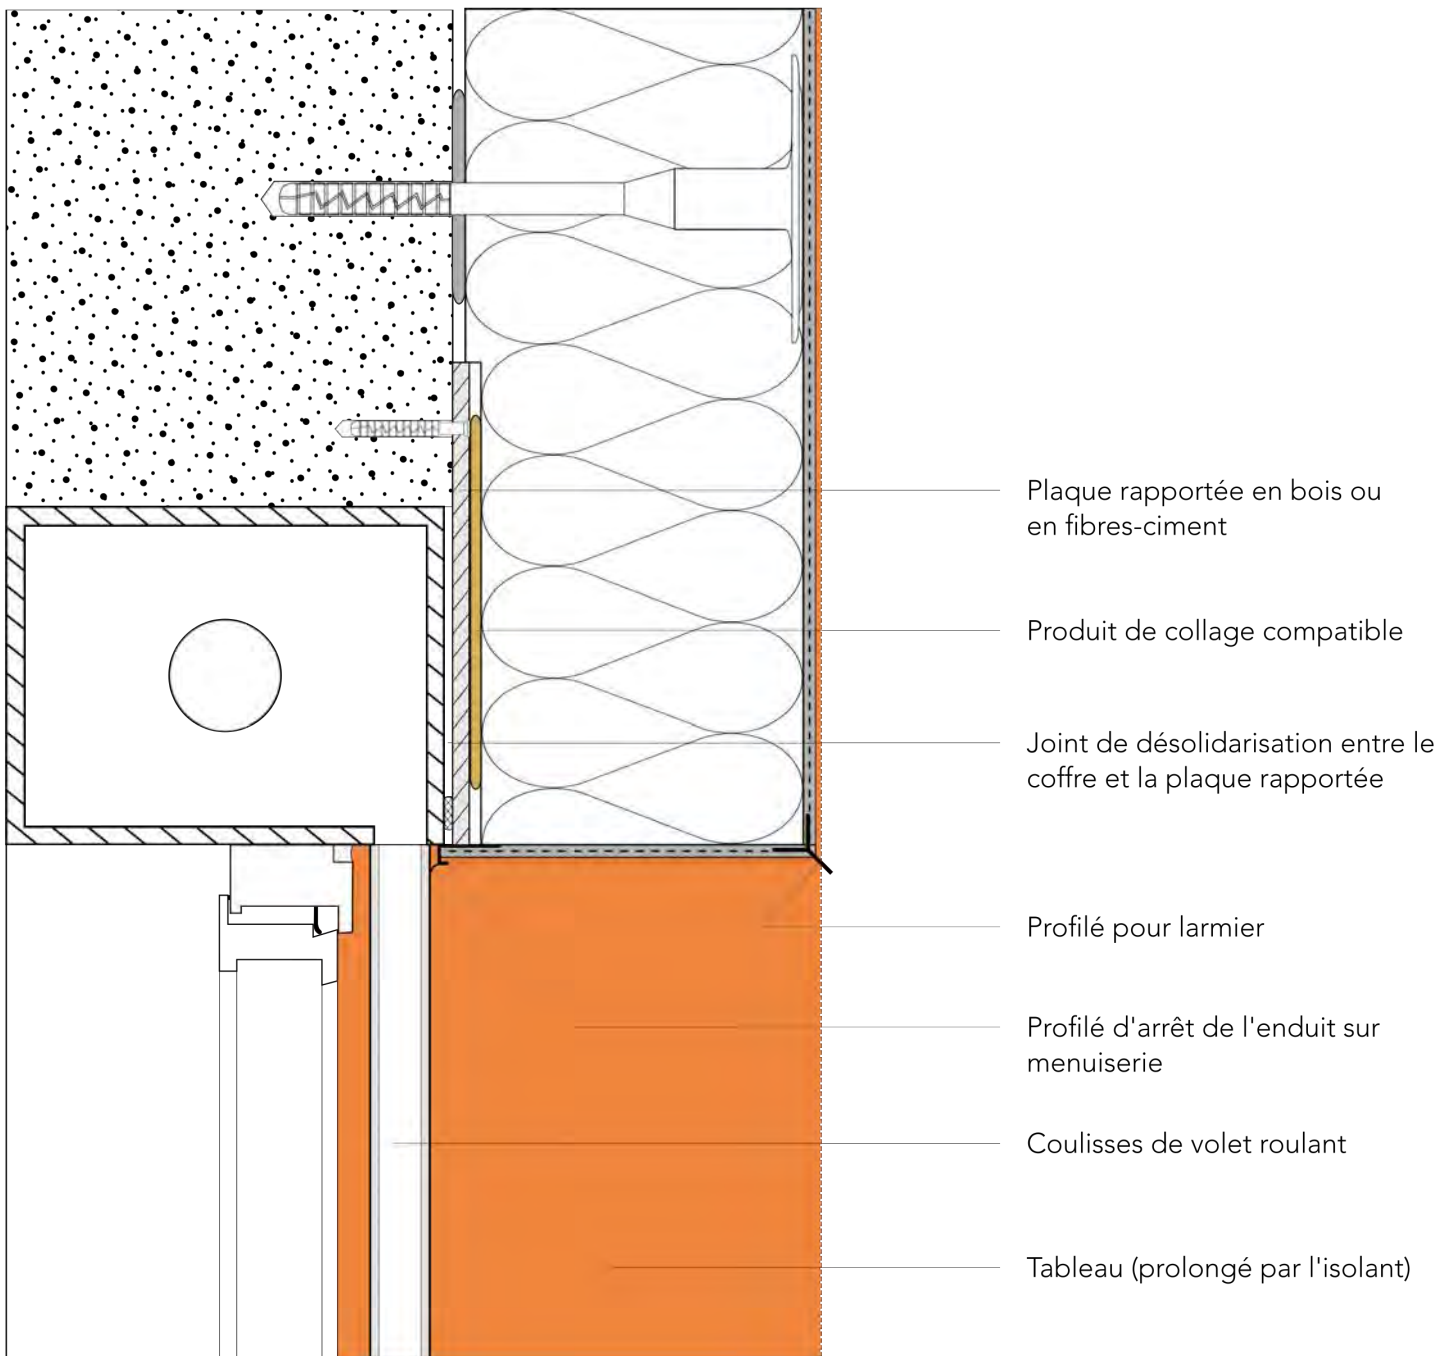 Plaque rapportée en bois ou
en fibres-ciment
Produit de collage compatible
Joint de désolidarisation entre le
coffre et la plaque rapportée
Profilé pour larmier
Profilé d'arrêt de l'enduit sur
menuiserie
Coulisses de volet roulant
Tableau (prolongé par l'isolant)